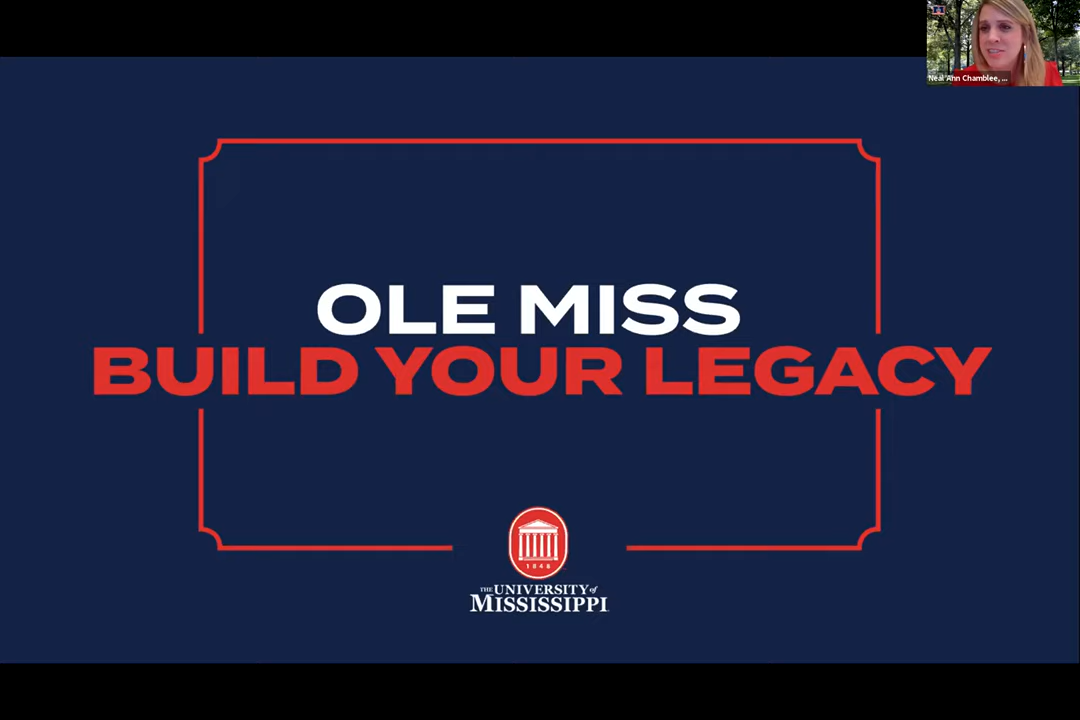 Neal Ann Chamblee, ...
OLE MISS
BUILD YOUR LEGACY
1848
THE UNIVERSITY of
MISSISSIPPI